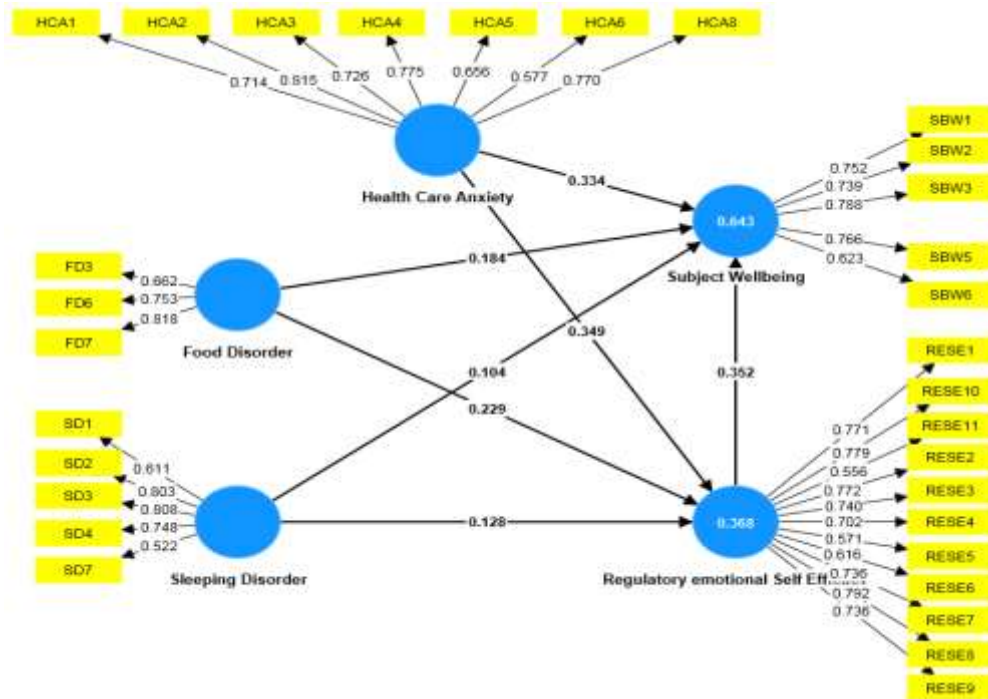 HCA1 HCA2 HCA3 HCA4 HCA5 HCA6 HCA8
0.714 0.815 0.726 0.775 0.656 0.577 0.770
Health Care Anxiety
SBW1
SBW2
SBW3
SBW5
SBW6
0.752
0.739
0.788
0.766
0.623
0.643
Subject Wellbeing
0.334
0.184
0.104
0.349
0.229
0.352
0.128
FD3
FD6
FD7
0.662
0.753
0.818
Food Disorder
SD1
SD2
SD3
SD4
SD7
0.611
0.803
0.808
0.748
0.522
Sleeping Disorder
RESE1
RESE10
RESE11
RESE2
RESE3
RESE4
RESE5
RESE6
RESE7
RESE8
RESE9
0.771
0.779
0.556
0.772
0.740
0.702
0.571
0.616
0.736
0.792
0.736
0.368
Regulatory emotional Self